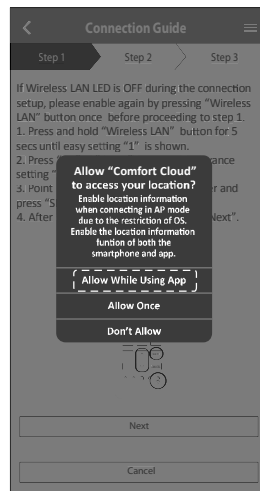 Connection Guide
Step 1 Step 2 Step 3
If Wireless LAN LED is OFF during the connection
setup, please enable again by pressing "Wireless
LAN" button once before proceeding to step 1.
1. Press and hold "Wireless LAN" button for 5
secs until easy setting "1" is shown.
2. Press
setting "
3. Point er and
press "S
4. After Next".
Allow "Comfort Cloud"
to access your location?
Enable location information
when connecting in AP mode
due to the restriction of OS.
Enable the location information
funtion of both the
smartphone and app.
Allow While Using App
Allow Once
Don't Allow
2
Next
Cancel